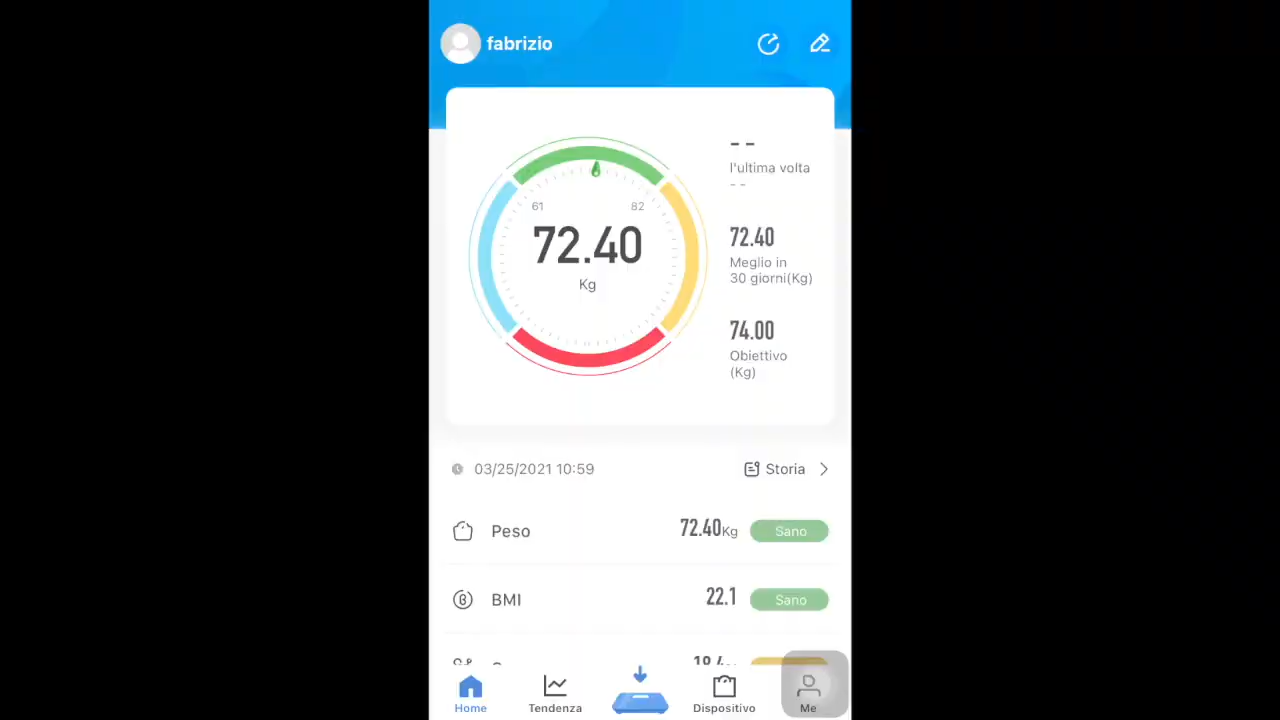 fabrizio
- -
l'ultima volta
- -
61
82
72.40
Kg
72.40
Meglio in
30 giorni(Kg)
74.00
Obiettivo
(Kg)
03/25/2021 10:59
Storia
Peso
72.40Kg
Sano
BMI
22.1
Sano
Home
Tendenza
Dispositivo
Me